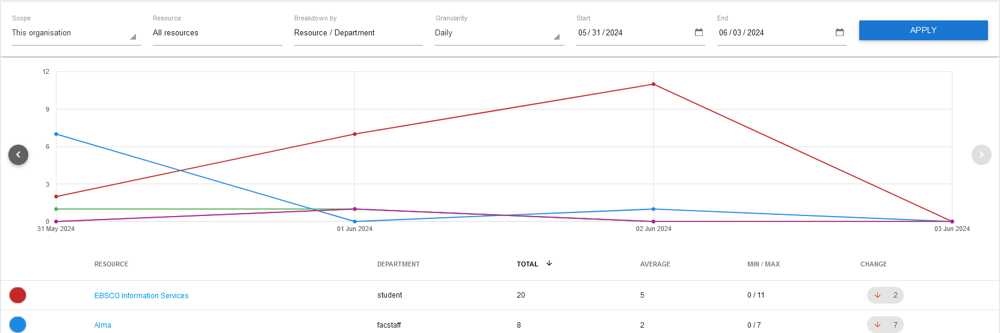 Scope Resource Breakdown by Granularity Start End
This organisation All resources Resource / Department Daily 05 / 31 / 2024 06 / 03 / 2024 APPLY
12
9
6
3
0
31 May 2024 01 Jun 2024 02 Jun 2024 03 Jun 2024
RESOURCE DEPARTMENT TOTAL AVERAGE MIN / MAX CHANGE
EBSCO Information Services student 20 5 0 / 11 2
Alma facstaff 8 2 0 / 7 7